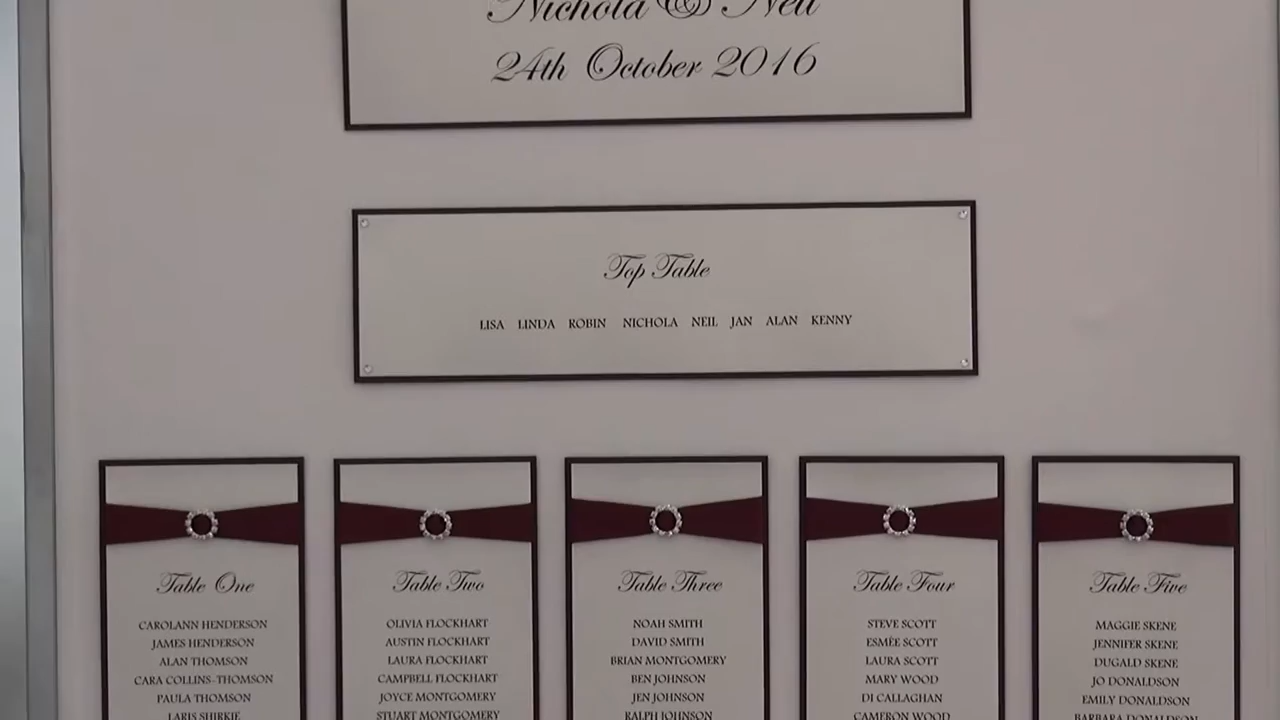 Nichola & Neil
24th October 2016
Top Table
LISA LINDA ROBIN NICHOLA NEIL JAN ALAN KENNY
Table One
CAROLANN HENDERSON
JAMES HENDERSON
ALAN THOMSON
CARA COLLINS-THOMSON
PAULA THOMSON
LARIS SHIRKIE
Table Two
OLIVIA FLOCKHART
AUSTIN FLOCKHART
LAURA FLOCKHART
CAMPBELL FLOCKHART
JOYCE MONTGOMERY
STUART MONTGOMERY
Table Three
NOAH SMITH
DAVID SMITH
BRIAN MONTGOMERY
BEN JOHNSON
JEN JOHNSON
RALPH JOHNSON
Table Four
STEVE SCOTT
ESMÉE SCOTT
LAURA SCOTT
MARY WOOD
DI CALLAGHAN
CAMERON WOOD
Table Five
MAGGIE SKENE
JENNIFER SKENE
DUGALD SKENE
JO DONALDSON
EMILY DONALDSON
BARBARA DONALDSON